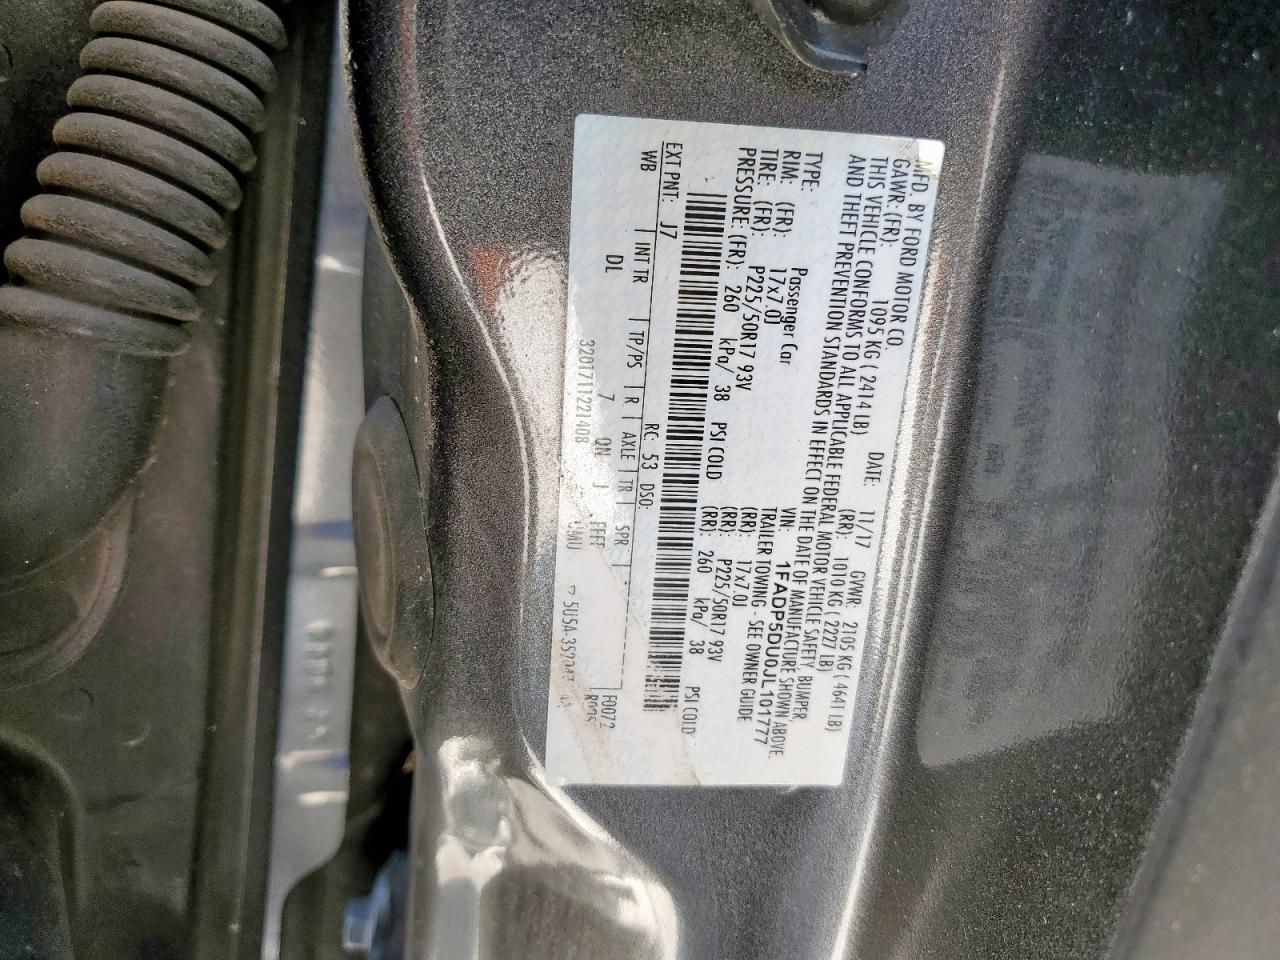 MFD BY FORD MOTOR CO.
DATE: 11/17 GVWR: 2105 KG ( 4641 LB)
GAWR: (FR): 1095 KG ( 2414 LB) (RR): 1010 KG ( 2227 LB)
THIS VEHICLE CONFORMS TO ALL APPLICABLE FEDERAL MOTOR VEHICLE SAFETY, BUMPER,
AND THEFT PREVENTION STANDARDS IN EFFECT ON THE DATE OF MANUFACTURE SHOWN ABOVE.
VIN: 1FADP5DU0JL101777
TYPE: Passenger Car TRAILER TOWING - SEE OWNER GUIDE
RIM: (FR): 17x7.0J (RR): 17x7.0J
TIRE: (FR): P225/50R17 93V (RR): P225/50R17 93V
PRESSURE: (FR): 260 kPa/ 38 PSI COLD (RR): 260 kPa/ 38 PSI COLD
EXT PNT: J7 RC: 53 DSO:
WB INT TR TP/PS R AXLE TR SPR
DL 7 QN J F0072
3201711221408